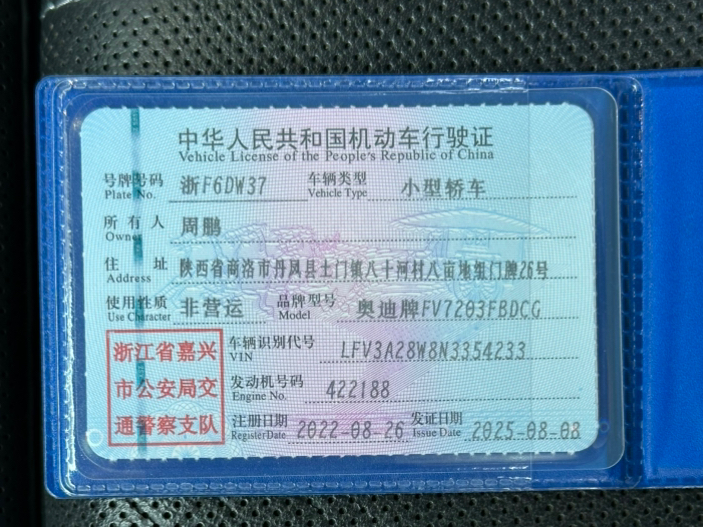 中华人民共和国机动车行驶证
Vehicle License of the People's Republic of China
号牌号码 浙F6DW37 车辆类型 小型轿车
Plate No. Vehicle Type
所有人 周鹏
Owner
住址 陕西省商洛市丹凤县土门镇八十河村八亩地组门牌26号
Address
使用性质 非营运 品牌型号 奥迪牌FV7203FBDCG
Use Character Model
浙江省嘉兴
市公安局交
通警察支队
车辆识别代号 LFV3A28W8N3354233
VIN
发动机号码 422188
Engine No.
注册日期 2022-08-26 发证日期 2025-08-08
Register Date Issue Date